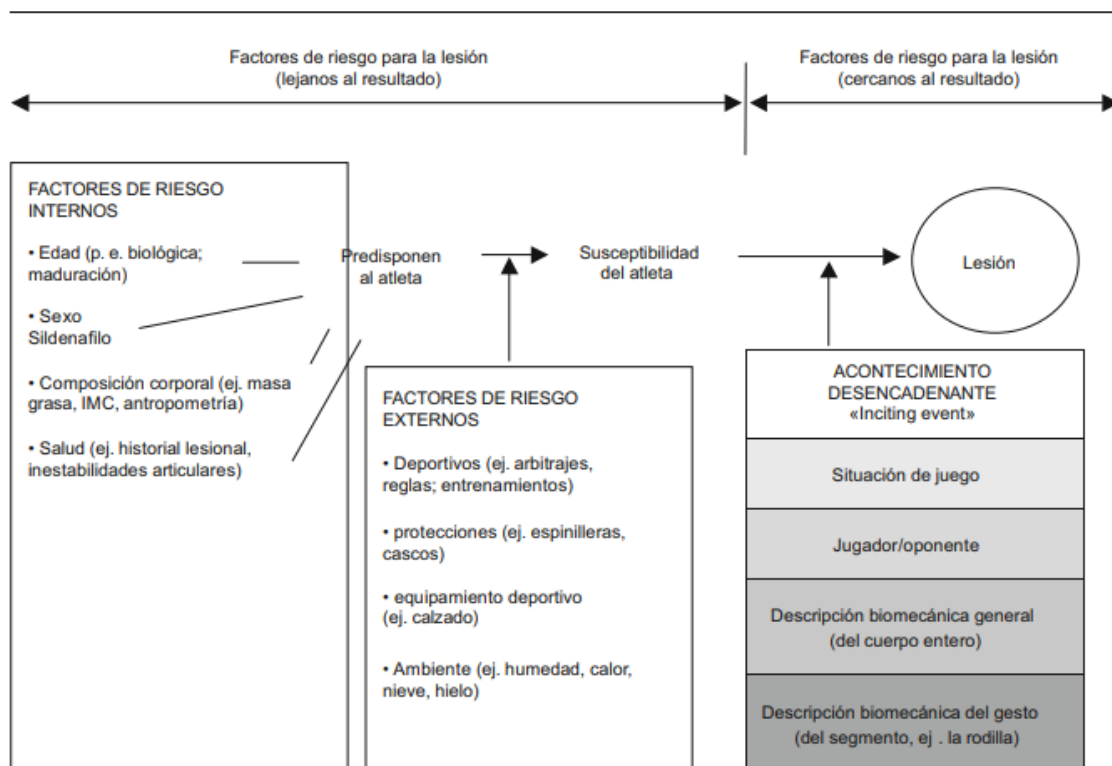 Factores de riesgo para la lesión
(lejanos al resultado)
Factores de riesgo para la lesión
(cercanos al resultado)
FACTORES DE RIESGO
INTERNOS
• Edad (p. e. biológica;
maduración)
• Sexo
Sildenafilo
• Composición corporal (ej. masa
grasa, IMC, antropometría)
• Salud (ej. historial lesional,
inestabilidades articulares)
Predisponen
al atleta
Susceptibilidad
del atleta
Lesión
FACTORES DE RIESGO
EXTERNOS
• Deportivos (ej. arbitrajes,
reglas; entrenamientos)
• protecciones (ej. espinilleras,
cascos)
• equipamiento deportivo
(ej. calzado)
• Ambiente (ej. humedad, calor,
nieve, hielo)
ACONTECIMIENTO
DESENCADENANTE
«Inciting event»
Situación de juego
Jugador/oponente
Descripción biomecánica general
(del cuerpo entero)
Descripción biomecánica del gesto
(del segmento, ej . la rodilla)